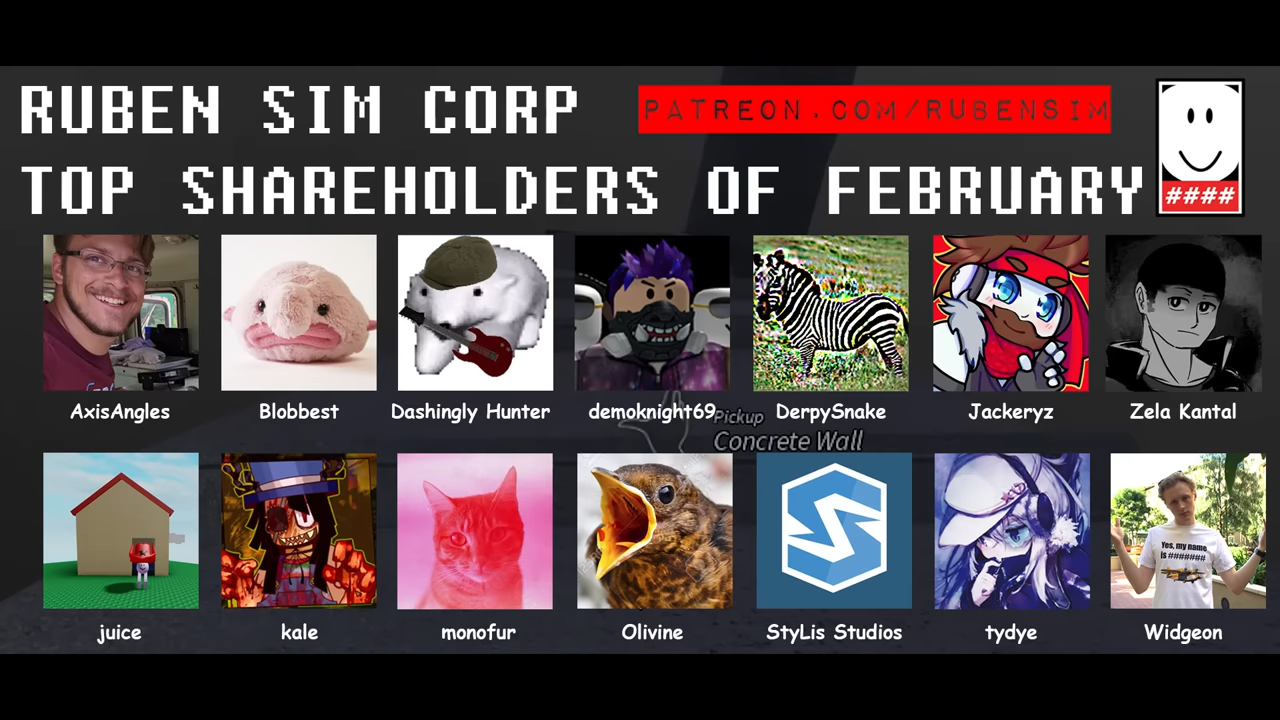 RUBEN SIM CORP
PATREON.COM/RUBENSIM
TOP SHAREHOLDERS OF FEBRUARY
####
AxisAngles
Blobbest
Dashingly Hunter
demoknight69
DerpySnake
Jackeryz
Zela Kantal
Pickup
Concrete Wall
Yes, my name
is #######
juice
kale
monofur
Olivine
StyLis Studios
tydye
Widgeon